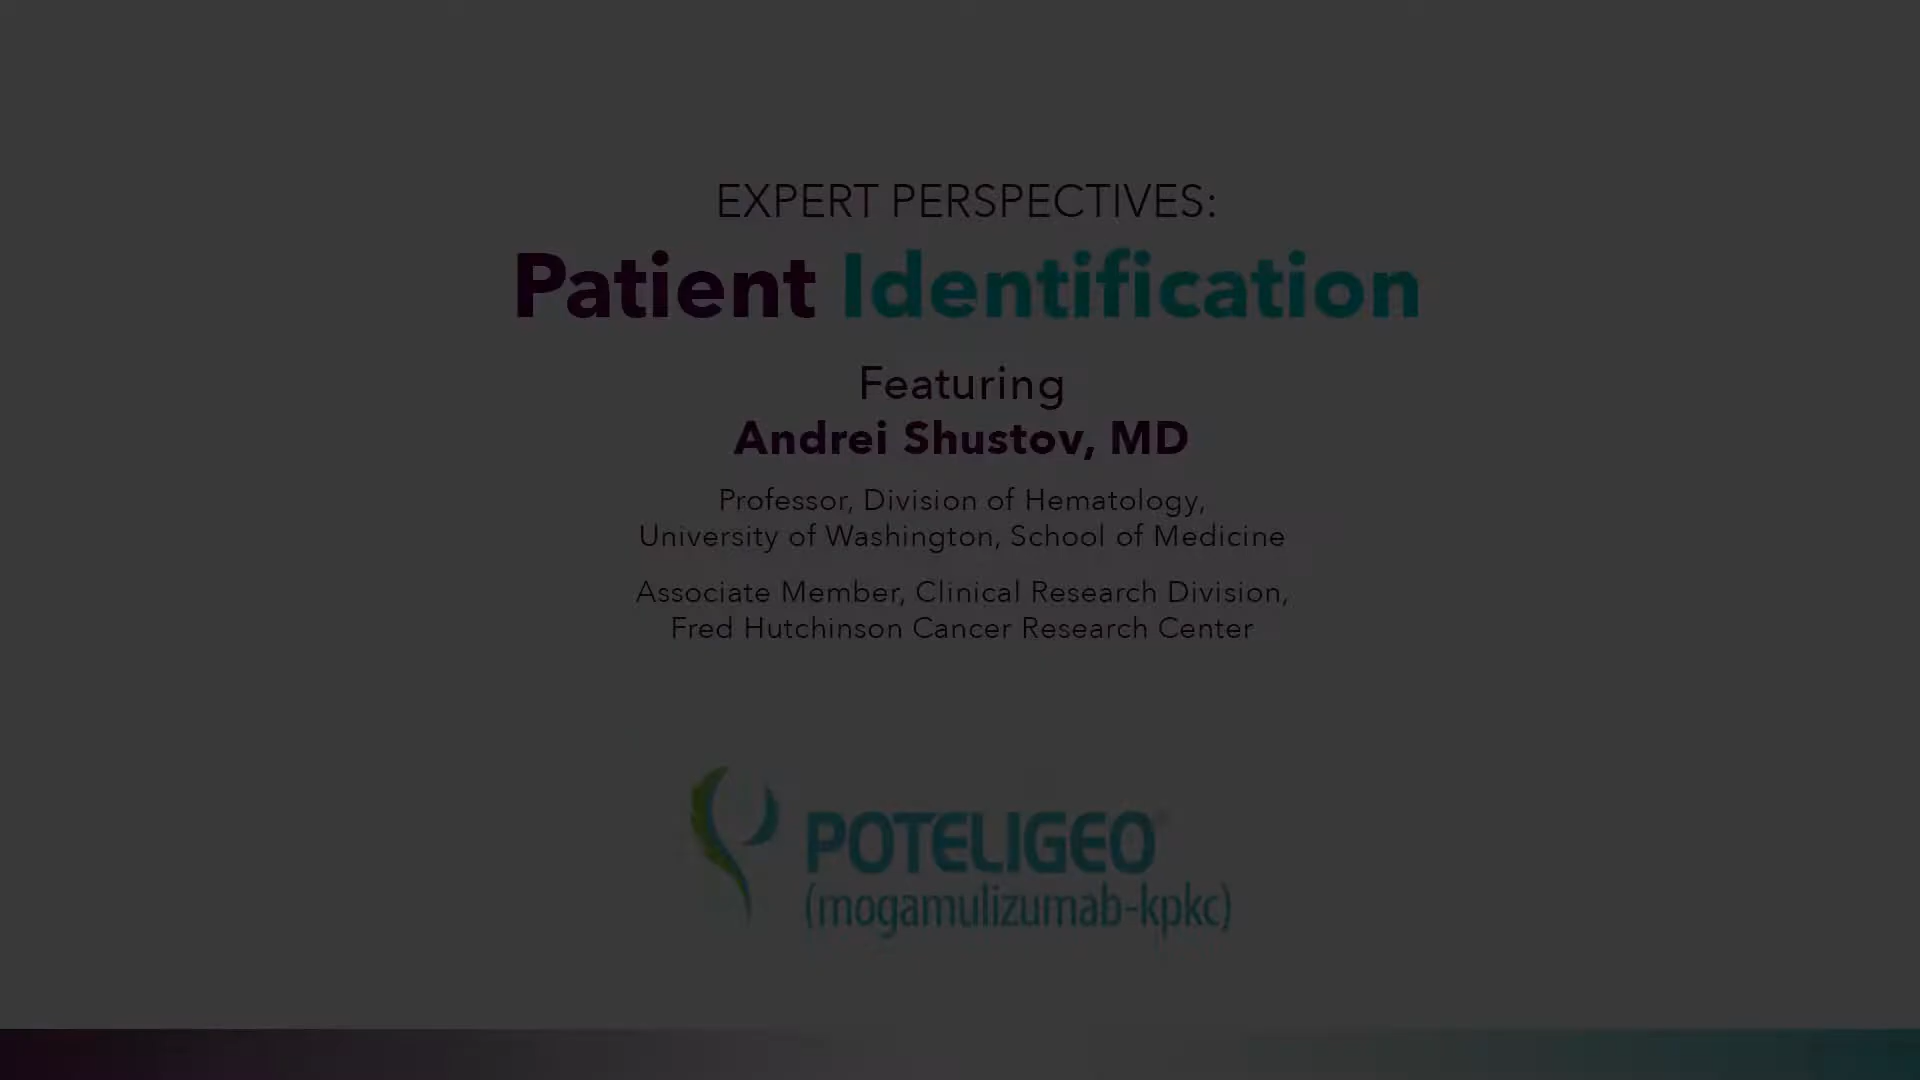 EXPERT PERSPECTIVES:
Patient Identification
Featuring
Andrei Shustov, MD
Professor, Division of Hematology,
University of Washington, School of Medicine
Associate Member, Clinical Research Division,
Fred Hutchinson Cancer Research Center
POTELIGEO®
(mogamulizumab-kpkc)